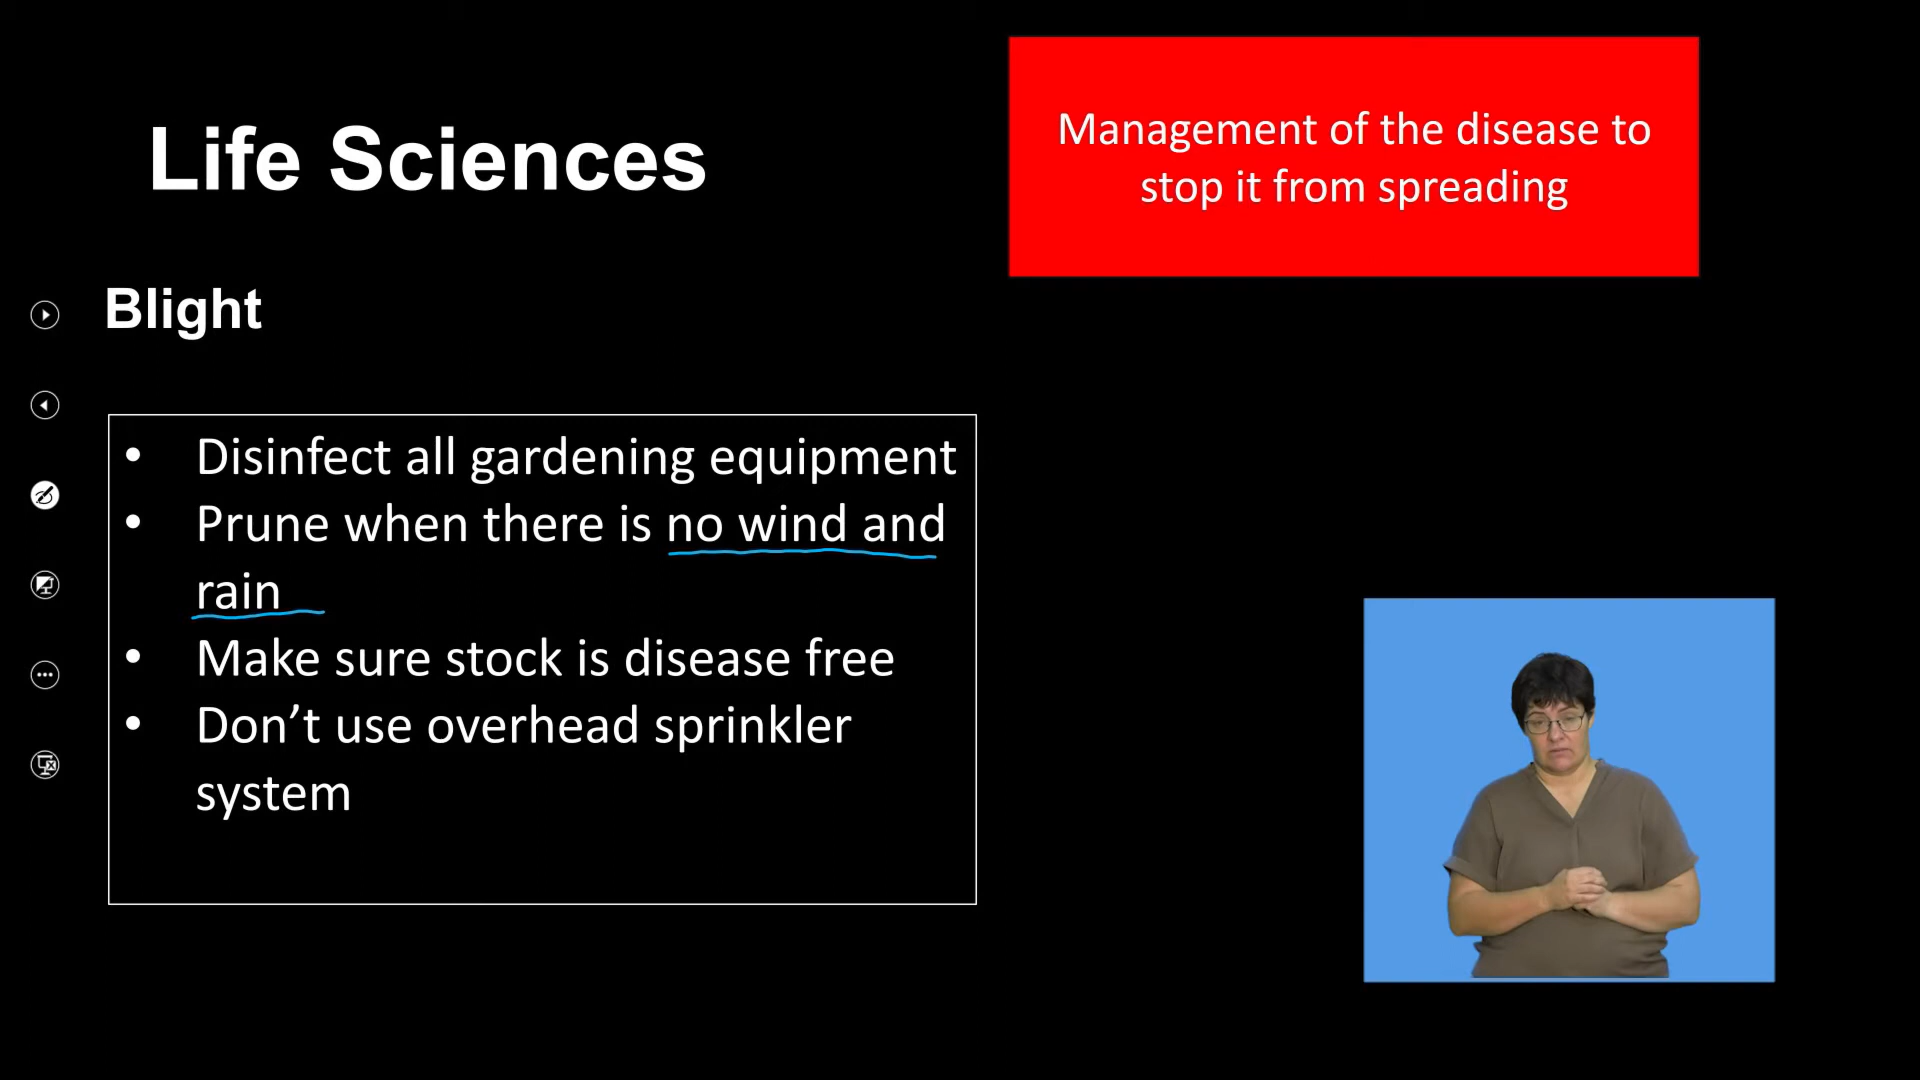 Life Sciences
Management of the disease to
stop it from spreading
Blight
• Disinfect all gardening equipment
• Prune when there is no wind and
rain
• Make sure stock is disease free
• Don’t use overhead sprinkler
system